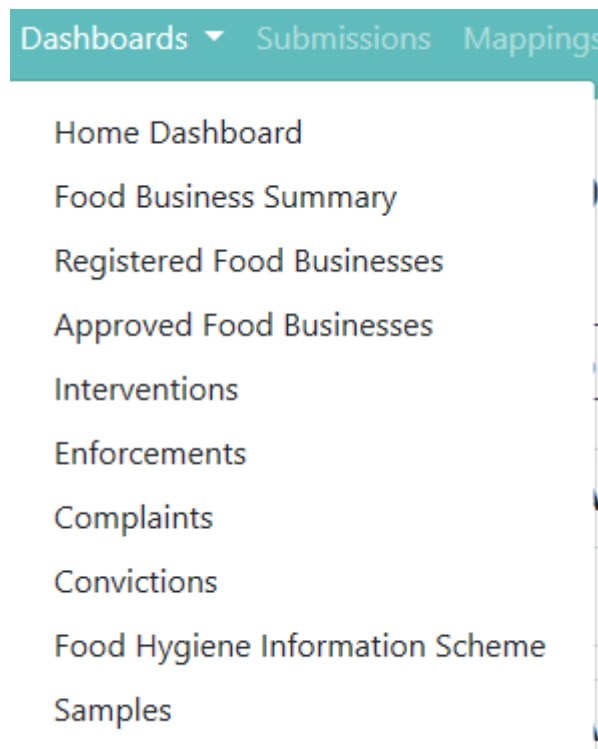 Dashboards Submissions Mappings
Home Dashboard
Food Business Summary
Registered Food Businesses
Approved Food Businesses
Interventions
Enforcements
Complaints
Convictions
Food Hygiene Information Scheme
Samples